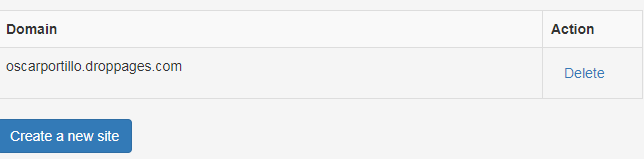 Domain Action
oscarportillo.droppages.com Delete
Create a new site